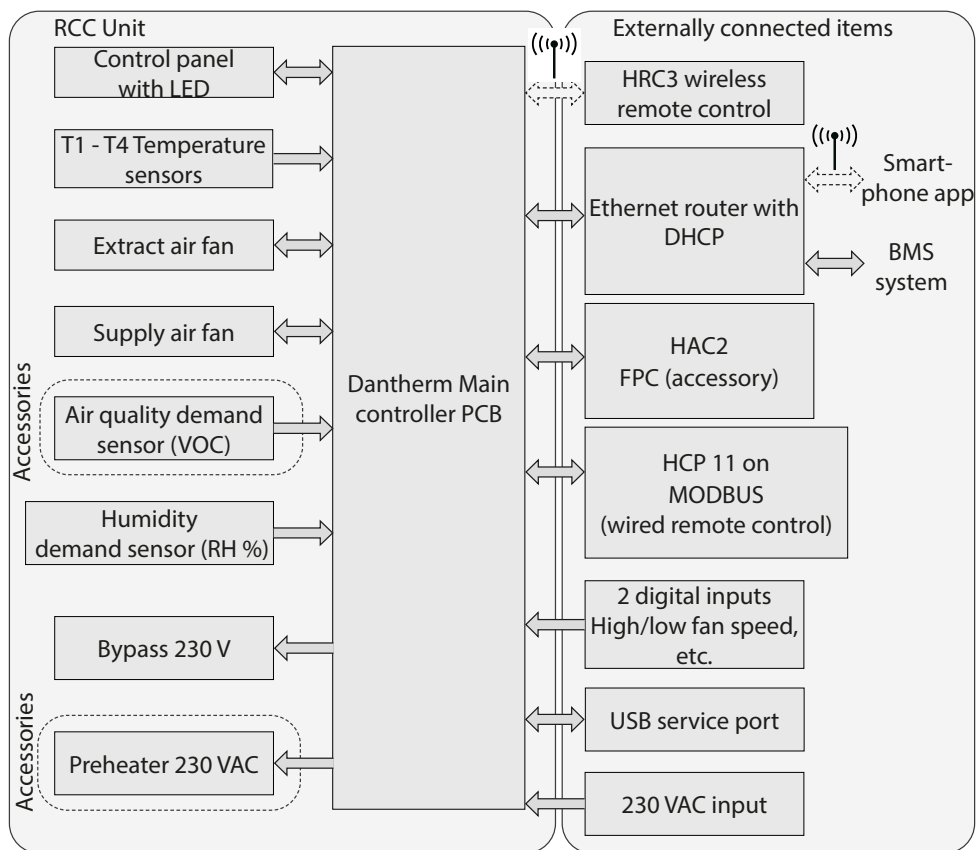 RCC Unit
Control panel
with LED
T1 - T4 Temperature
sensors
Extract air fan
Supply air fan
Accessories
Air quality demand
sensor (VOC)
Humidity
demand sensor (RH %)
Bypass 230 V
Accessories
Preheater 230 VAC
Dantherm Main
controller PCB
Externally connected items
HRC3 wireless
remote control
Ethernet router with
DHCP
Smart-
phone app
BMS
system
HAC2
FPC (accessory)
HCP 11 on
MODBUS
(wired remote control)
2 digital inputs
High/low fan speed,
etc.
USB service port
230 VAC input